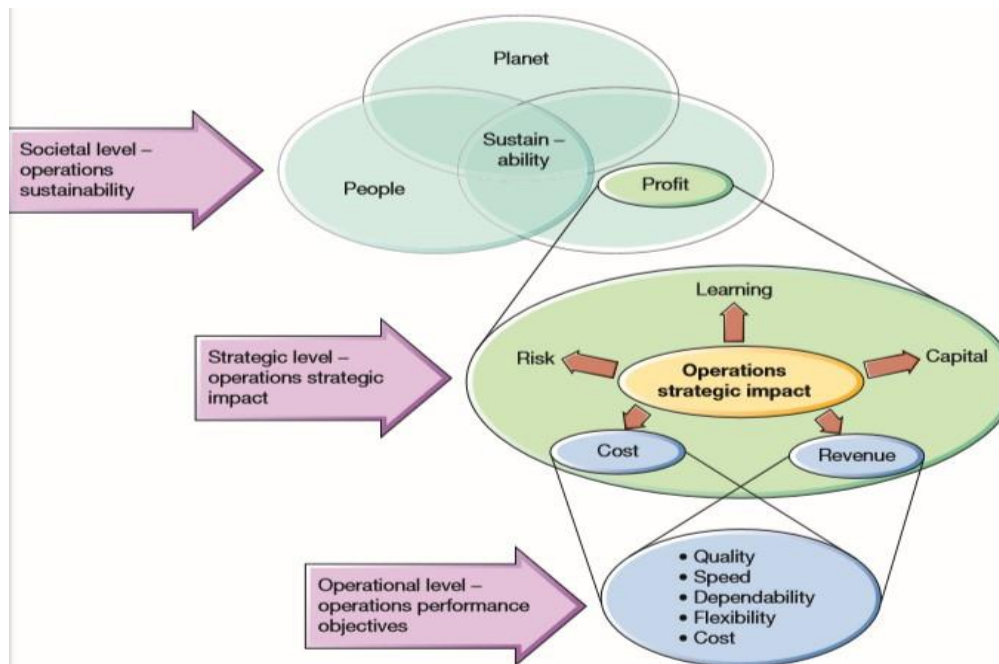 Planet
Sustain –
ability
People
Profit
Societal level –
operations
sustainability
Learning
Risk
Capital
Operations
strategic impact
Strategic level –
operations strategic
impact
Cost
Revenue
• Quality
• Speed
• Dependability
• Flexibility
• Cost
Operational level –
operations performance
objectives